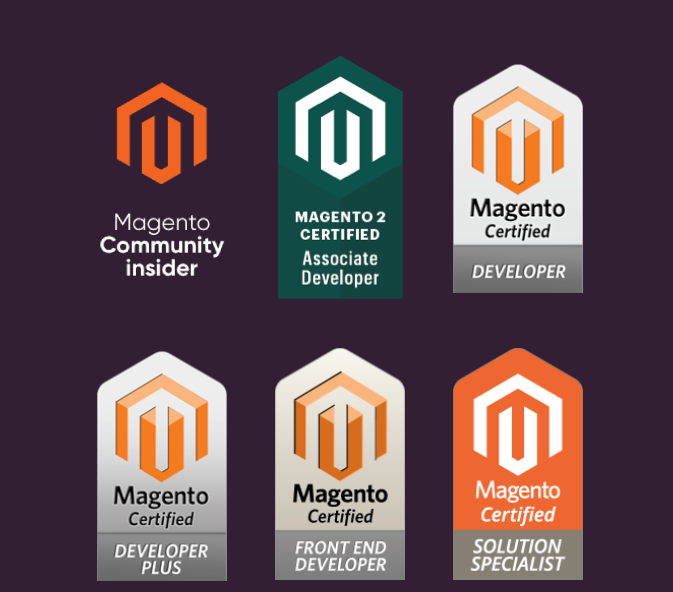 Magento
Community
insider
MAGENTO 2
CERTIFIED
Associate
Developer
Magento
Certified
DEVELOPER
Magento
Certified
DEVELOPER
PLUS
Magento
Certified
FRONT END
DEVELOPER
Magento
Certified
SOLUTION
SPECIALIST